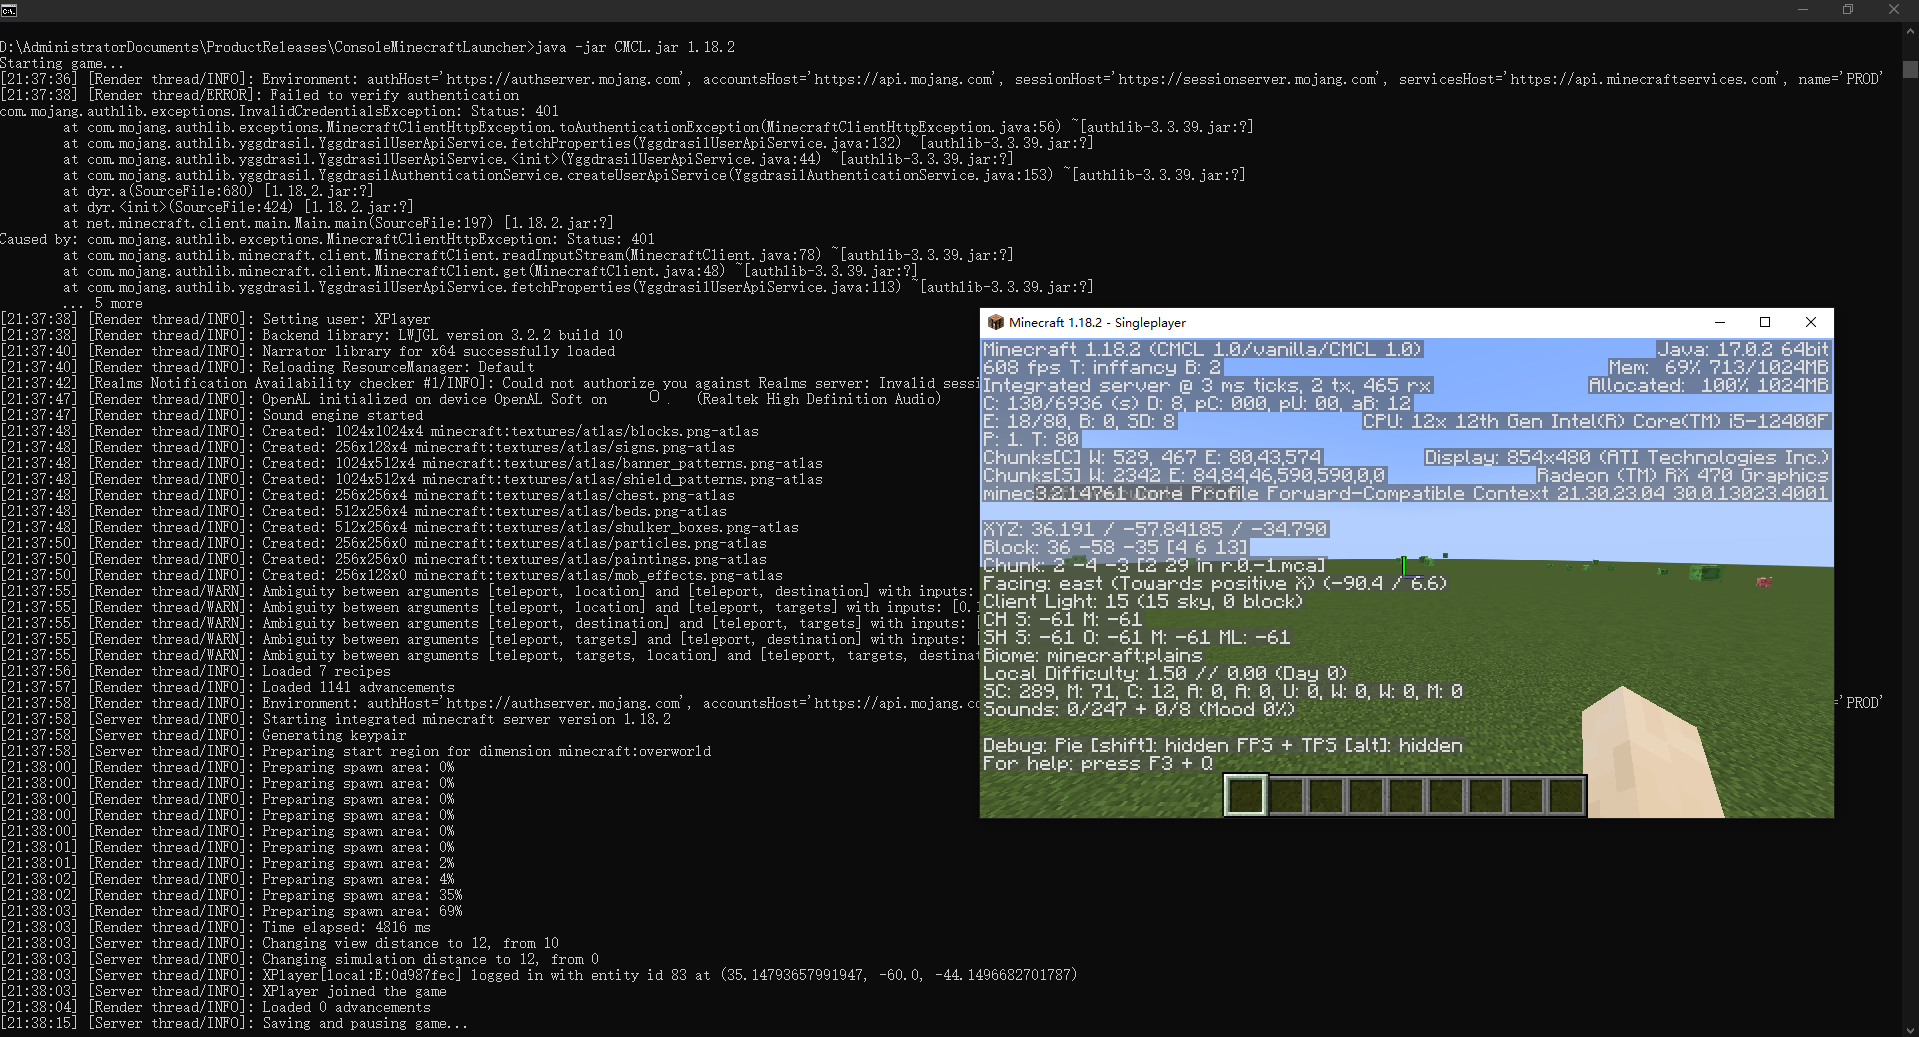 D:\AdministratorDocuments\ProductReleases\ConsoleMinecraftLauncher>java -jar CMCL.jar 1.18.2
Starting game...
[21:37:36] [Render thread/INFO]: Environment: authHost='https://authserver.mojang.com', accountsHost='https://api.mojang.com', sessionHost='https://sessionserver.mojang.com', servicesHost='https://api.minecraftservices.com', name='PROD'
[21:37:38] [Render thread/ERROR]: Failed to verify authentication
com.mojang.authlib.exceptions.InvalidCredentialsException: Status: 401
at com.mojang.authlib.exceptions.MinecraftClientHttpException.toAuthenticationException(MinecraftClientHttpException.java:56) ~[authlib-3.3.39.jar:?]
at com.mojang.authlib.yggdrasil.YggdrasilUserApiService.fetchProperties(YggdrasilUserApiService.java:132) ~[authlib-3.3.39.jar:?]
at com.mojang.authlib.yggdrasil.YggdrasilUserApiService.<init>(YggdrasilUserApiService.java:44) ~[authlib-3.3.39.jar:?]
at com.mojang.authlib.yggdrasil.YggdrasilAuthenticationService.createUserApiService(YggdrasilAuthenticationService.java:153) ~[authlib-3.3.39.jar:?]
at dyr.a(SourceFile:680) [1.18.2.jar:?]
at dyr.<init>(SourceFile:424) [1.18.2.jar:?]
at net.minecraft.client.main.Main.main(SourceFile:197) [1.18.2.jar:?]
Caused by: com.mojang.authlib.exceptions.MinecraftClientHttpException: Status: 401
at com.mojang.authlib.minecraft.client.MinecraftClient.readInputStream(MinecraftClient.java:78) ~[authlib-3.3.39.jar:?]
at com.mojang.authlib.minecraft.client.MinecraftClient.get(MinecraftClient.java:48) ~[authlib-3.3.39.jar:?]
at com.mojang.authlib.yggdrasil.YggdrasilUserApiService.fetchProperties(YggdrasilUserApiService.java:113) ~[authlib-3.3.39.jar:?]
... 5 more
[21:37:38] [Render thread/INFO]: Setting user: XPlayer
[21:37:38] [Render thread/INFO]: Backend library: LWJGL version 3.2.2 build 10
[21:37:40] [Render thread/INFO]: Narrator library for x64 successfully loaded
[21:37:40] [Render thread/INFO]: Reloading ResourceManager: Default
[21:37:42] [Realms Notification Availability checker #1/INFO]: Could not authorize you against Realms server: Invalid sessi
[21:37:47] [Render thread/INFO]: OpenAL initialized on device OpenAL Soft on (Realtek High Definition Audio)
[21:37:47] [Render thread/INFO]: Sound engine started
[21:37:48] [Render thread/INFO]: Created: 1024x1024x4 minecraft:textures/atlas/blocks.png-atlas
[21:37:48] [Render thread/INFO]: Created: 256x128x4 minecraft:textures/atlas/signs.png-atlas
[21:37:48] [Render thread/INFO]: Created: 1024x512x4 minecraft:textures/atlas/banner_patterns.png-atlas
[21:37:48] [Render thread/INFO]: Created: 1024x512x4 minecraft:textures/atlas/shield_patterns.png-atlas
[21:37:48] [Render thread/INFO]: Created: 256x256x4 minecraft:textures/atlas/chest.png-atlas
[21:37:48] [Render thread/INFO]: Created: 512x256x4 minecraft:textures/atlas/beds.png-atlas
[21:37:48] [Render thread/INFO]: Created: 512x256x4 minecraft:textures/atlas/shulker_boxes.png-atlas
[21:37:50] [Render thread/INFO]: Created: 256x256x0 minecraft:textures/atlas/particles.png-atlas
[21:37:50] [Render thread/INFO]: Created: 256x256x0 minecraft:textures/atlas/paintings.png-atlas
[21:37:50] [Render thread/INFO]: Created: 256x128x0 minecraft:textures/atlas/mob_effects.png-atlas
[21:37:55] [Render thread/WARN]: Ambiguity between arguments [teleport, location] and [teleport, destination] with inputs:
[21:37:55] [Render thread/WARN]: Ambiguity between arguments [teleport, location] and [teleport, targets] with inputs: [0.
[21:37:55] [Render thread/WARN]: Ambiguity between arguments [teleport, destination] and [teleport, targets] with inputs: [
[21:37:55] [Render thread/WARN]: Ambiguity between arguments [teleport, targets] and [teleport, destination] with inputs: [
[21:37:55] [Render thread/WARN]: Ambiguity between arguments [teleport, targets, location] and [teleport, targets, destinat
[21:37:56] [Render thread/INFO]: Loaded 7 recipes
[21:37:57] [Render thread/INFO]: Loaded 1141 advancements
[21:37:58] [Render thread/INFO]: Environment: authHost='https://authserver.mojang.com', accountsHost='https://api.mojang.co ='PROD'
[21:37:58] [Server thread/INFO]: Starting integrated minecraft server version 1.18.2
[21:37:58] [Server thread/INFO]: Generating keypair
[21:37:58] [Server thread/INFO]: Preparing start region for dimension minecraft:overworld
[21:38:00] [Render thread/INFO]: Preparing spawn area: 0%
[21:38:00] [Render thread/INFO]: Preparing spawn area: 0%
[21:38:00] [Render thread/INFO]: Preparing spawn area: 0%
[21:38:00] [Render thread/INFO]: Preparing spawn area: 0%
[21:38:00] [Render thread/INFO]: Preparing spawn area: 0%
[21:38:01] [Render thread/INFO]: Preparing spawn area: 0%
[21:38:01] [Render thread/INFO]: Preparing spawn area: 2%
[21:38:02] [Render thread/INFO]: Preparing spawn area: 4%
[21:38:02] [Render thread/INFO]: Preparing spawn area: 35%
[21:38:03] [Render thread/INFO]: Preparing spawn area: 69%
[21:38:03] [Render thread/INFO]: Time elapsed: 4816 ms
[21:38:03] [Server thread/INFO]: Changing view distance to 12, from 10
[21:38:03] [Server thread/INFO]: Changing simulation distance to 12, from 0
[21:38:03] [Server thread/INFO]: XPlayer[local:E:0d987fec] logged in with entity id 83 at (35.14793657991947, -60.0, -44.1496682701787)
[21:38:03] [Server thread/INFO]: XPlayer joined the game
[21:38:04] [Render thread/INFO]: Loaded 0 advancements
[21:38:15] [Server thread/INFO]: Saving and pausing game...
Minecraft 1.18.2 - Singleplayer
Minecraft 1.18.2 (CMCL 1.0/vanilla/CMCL 1.0)
608 fps T: inffancy B: 2
Integrated server @ 3 ms ticks, 2 tx, 465 rx
C: 130/6936 (s) D: 8, pC: 000, pU: 00, aB: 12
E: 18/80, B: 0, SD: 8
P: 1. T: 80
Chunks[C] W: 529, 467 E: 80,43,574
Chunks[S] W: 2342 E: 84,84,46,590,590,0,0
minec
XYZ: 36.191 / -57.84185 / -34.790
Block: 36 -58 -35 [4 6 13]
Chunk: 2 -4 -3 [2 29 in r.0.-1.mca]
Facing: east (Towards positive X) (-90.4 / 6.6)
Client Light: 15 (15 sky, 0 block)
CH S: -61 M: -61
SH S: -61 O: -61 M: -61 ML: -61
Biome: minecraft:plains
Local Difficulty: 1.50 // 0.00 (Day 0)
SC: 289, M: 71, C: 12, A: 0, A: 0, U: 0, W: 0, W: 0, M: 0
Sounds: 0/247 + 0/8 (Mood 0%)
Debug: Pie [shift]: hidden FPS + TPS [alt]: hidden
For help: press F3 + Q
Java: 17.0.2 64bit
Mem: 69% 713/1024MB
Allocated: 100% 1024MB
CPU: 12x 12th Gen Intel(R) Core(TM) i5-12400F
Display: 854x480 (ATI Technologies Inc.)
Radeon (TM) RX 470 Graphics
3.2.14761 Core Profile Forward-Compatible Context 21.30.23.04 30.0.13023.4001